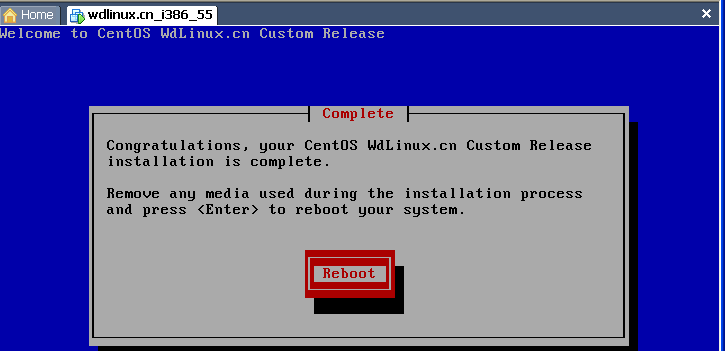 Home
wdlinux.cn_i386_55
Welcome to CentOS WdLinux.cn Custom Release
Complete
Congratulations, your CentOS WdLinux.cn Custom Release
installation is complete.
Remove any media used during the installation process
and press <Enter> to reboot your system.
Reboot